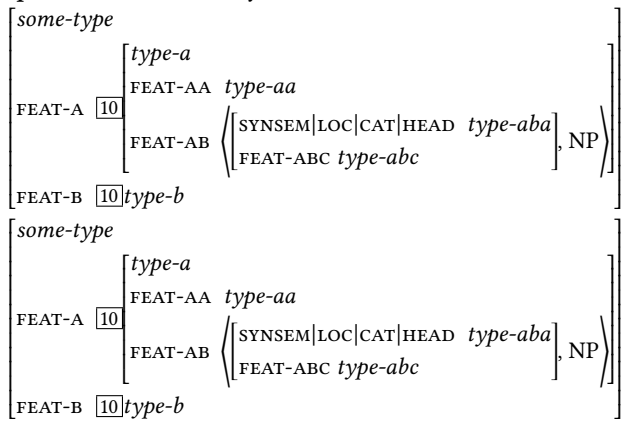 some-type
type-a
FEAT-AA type-aa
FEAT-A 10
SYNSEM|LOC|CAT|HEAD type-aba
FEAT-AB , NP
FEAT-ABC type-abc
FEAT-B 10 type-b
some-type
type-a
FEAT-AA type-aa
FEAT-A 10
SYNSEM|LOC|CAT|HEAD type-aba
FEAT-AB , NP
FEAT-ABC type-abc
FEAT-B 10 type-b